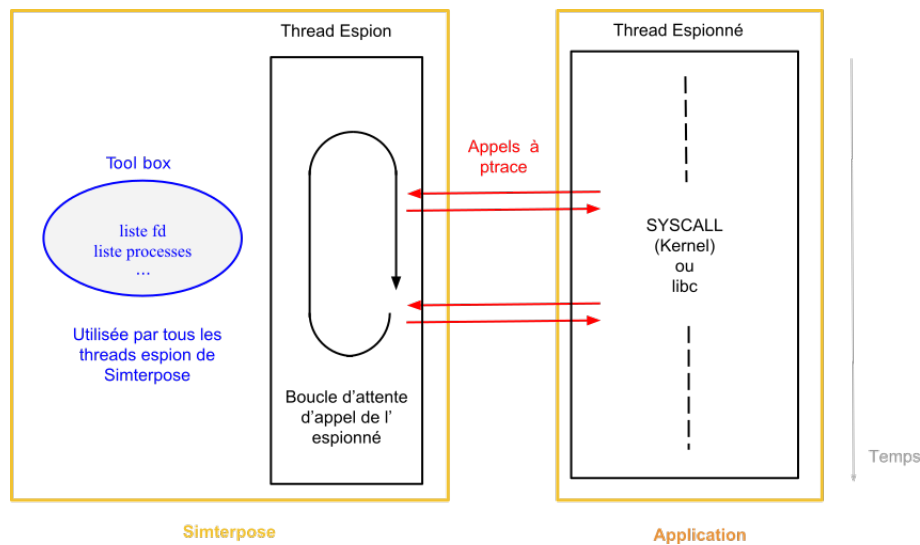 Thread Espion
Thread Espionné
Tool box
liste fd
liste processes
...
Utilisée par tous les
threads espion de
Simterpose
Boucle d'attente
d'appel de l'
espionné
Appels à
ptrace
SYSCALL
(Kernel)
ou
libc
Temps
Simterpose
Application